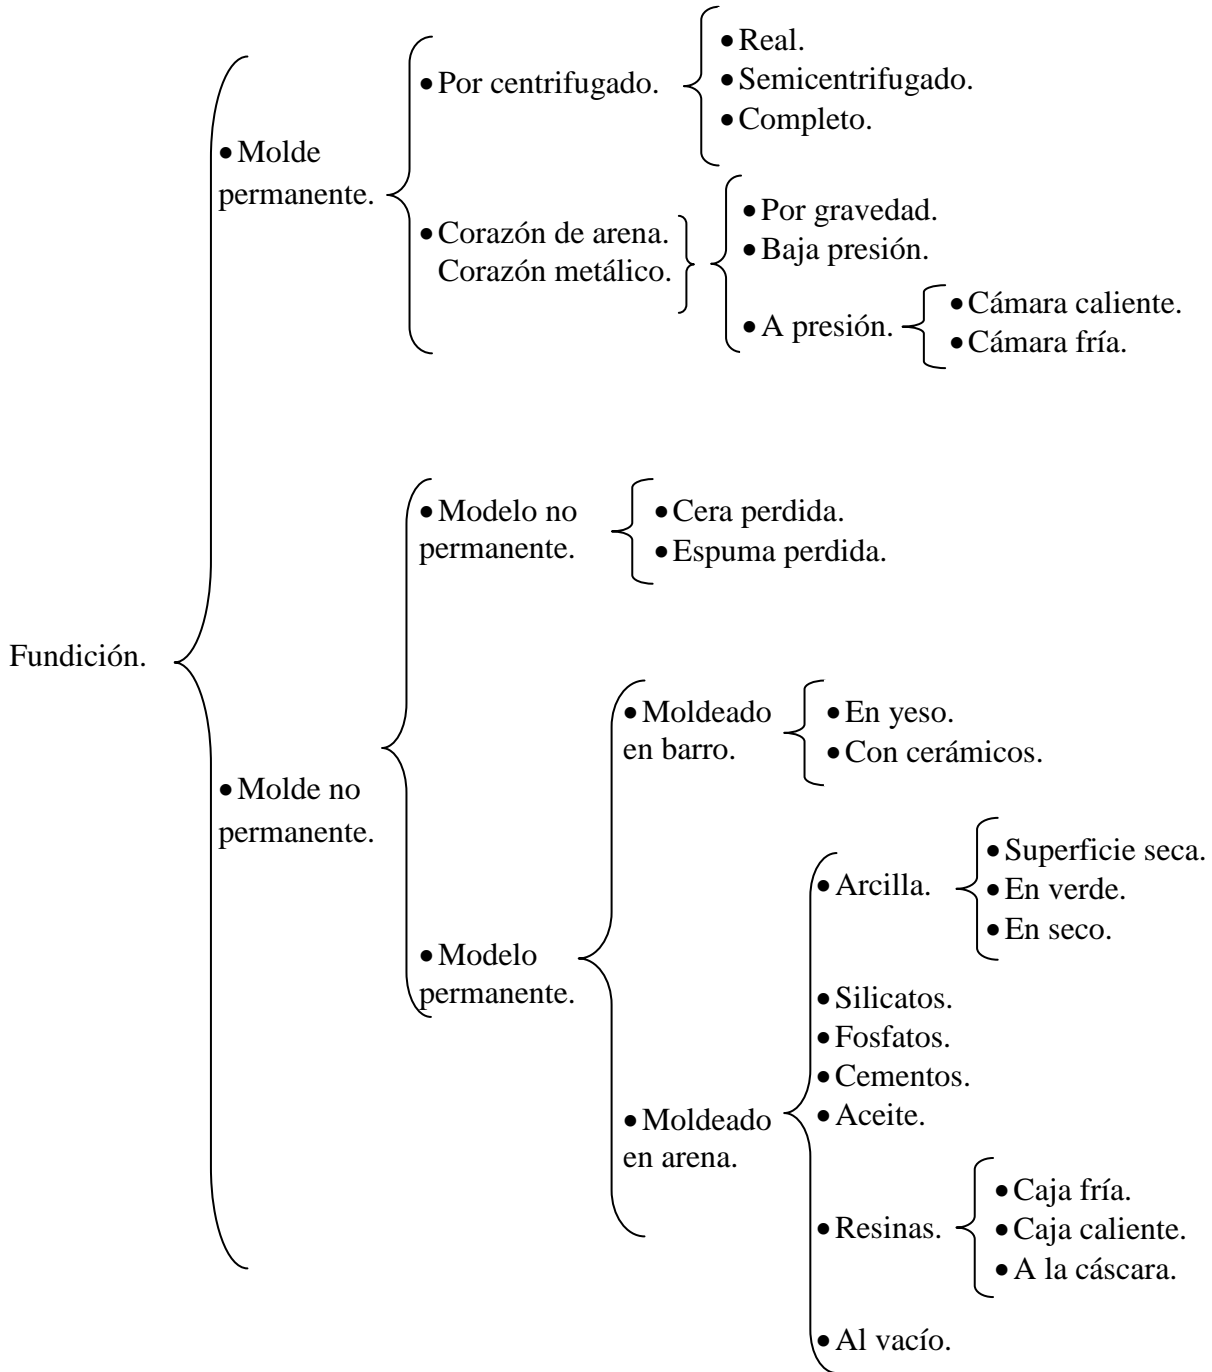 Fundición.
• Molde
permanente.
• Por centrifugado.
• Real.
• Semicentrifugado.
• Completo.
• Corazón de arena.
Corazón metálico.
• Por gravedad.
• Baja presión.
• A presión.
• Cámara caliente.
• Cámara fría.
• Molde no
permanente.
• Modelo no
permanente.
• Cera perdida.
• Espuma perdida.
• Modelo
permanente.
• Moldeado
en barro.
• En yeso.
• Con cerámicos.
• Moldeado
en arena.
• Arcilla.
• Superficie seca.
• En verde.
• En seco.
• Silicatos.
• Fosfatos.
• Cementos.
• Aceite.
• Resinas.
• Caja fría.
• Caja caliente.
• A la cáscara.
• Al vacío.